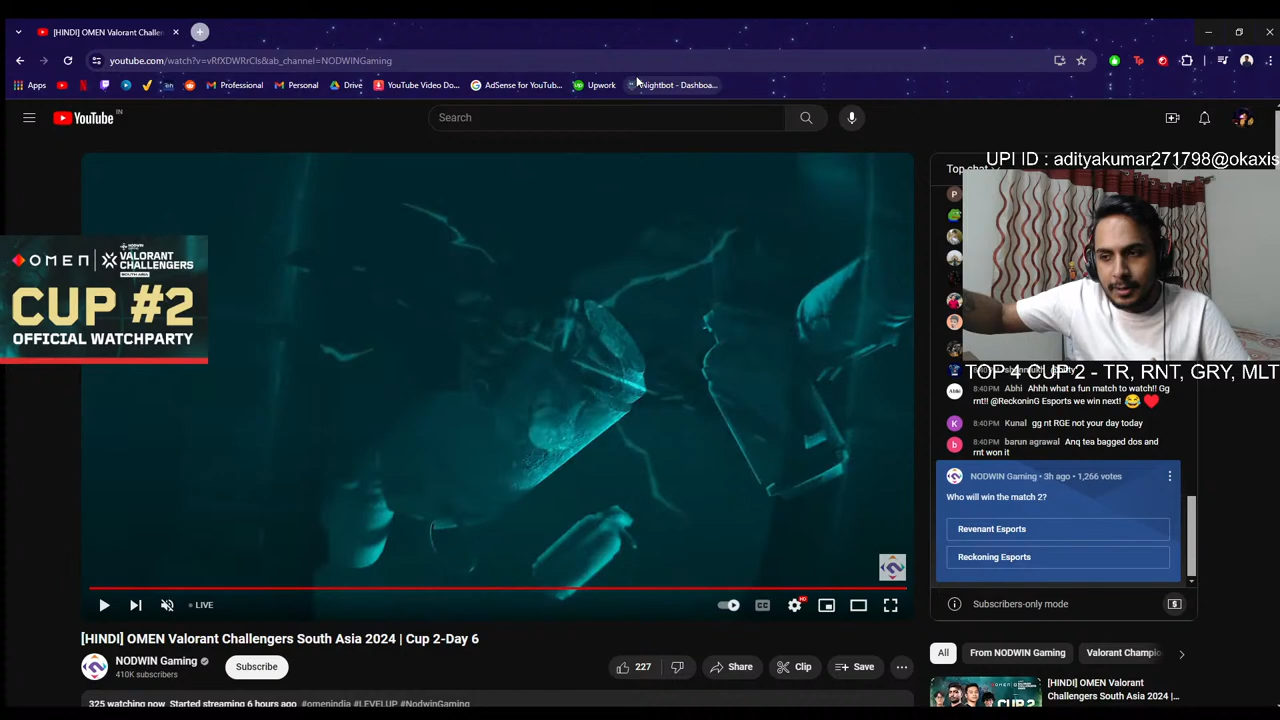 [HINDI] OMEN Valorant Challen
youtube.com/watch?v=vRfXDWRrCIs&ab_channel=NODWINGaming
Apps
Professional
Personal
Drive
YouTube Video Do...
AdSense for YouTub...
Upwork
Nightbot - Dashboa...
YouTube IN
Search
UPI ID : adityakumar271798@okaxis
Top chat
OMEN
VALORANT
CHALLENGERS
SOUTH ASIA
CUP #2
OFFICIAL WATCHPARTY
TOP 4 CUP 2 - TR, RNT, GRY, MLT
8:40 PM Abhi Ahhh what a fun match to watch!! Gg
rnt!! @ReckoninG Esports we win next!
8:40 PM Kunal gg nt RGE not your day today
8:40 PM barun agrawal Anq tea bagged dos and
rnt won it
NODWIN Gaming • 3h ago • 1,266 votes
Who will win the match 2?
Revenant Esports
Reckoning Esports
LIVE
CC
HD
Subscribers-only mode
[HINDI] OMEN Valorant Challengers South Asia 2024 | Cup 2-Day 6
NODWIN Gaming
410K subscribers
Subscribe
227
Share
Clip
Save
All
From NODWIN Gaming
Valorant Champio
[HINDI] OMEN Valorant
Challengers South Asia 2024 |...
325 watching now Started streaming 6 hours ago #omenindia #LEVELUP #NodwinGaming